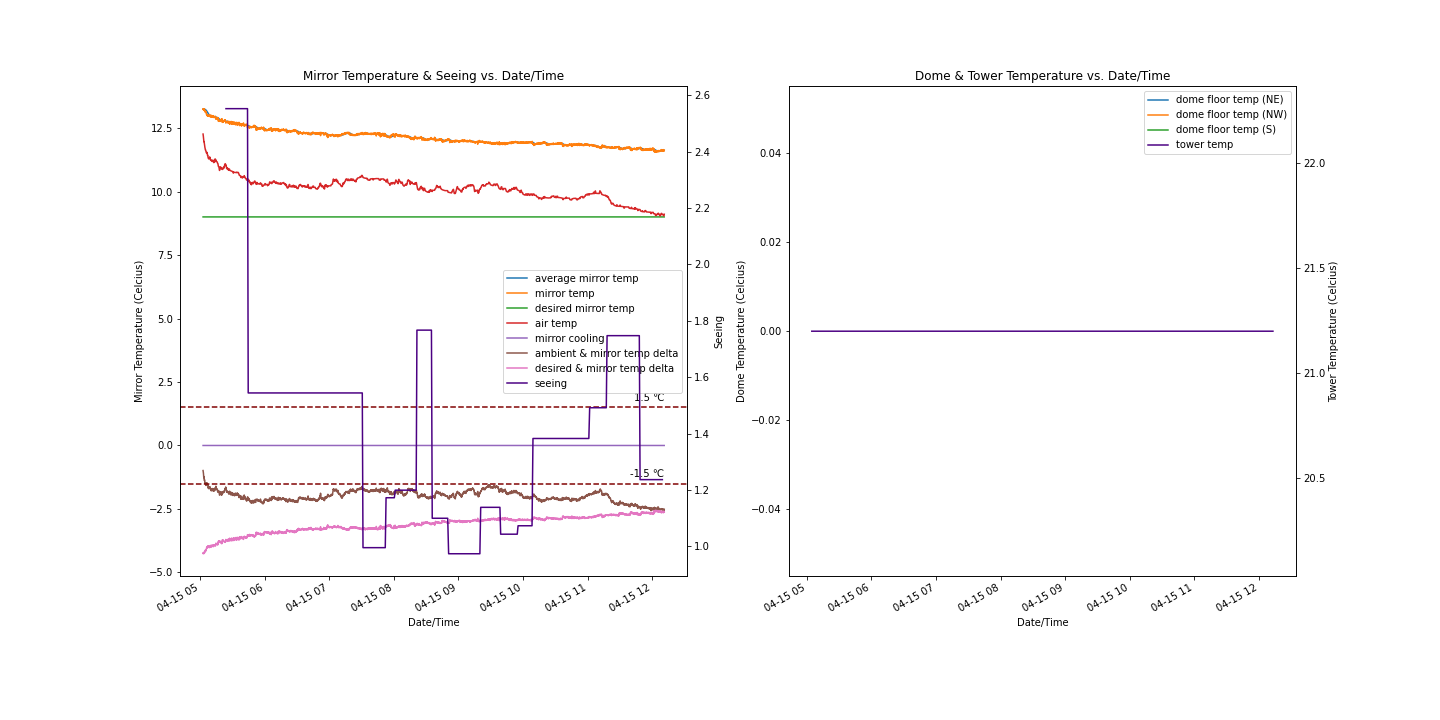 Mirror Temperature & Seeing vs. Date/Time
Mirror Temperature (Celcius)
12.5
10.0
7.5
5.0
2.5
0.0
−2.5
−5.0
2.6
2.4
2.2
2.0
1.8
1.6
1.4
1.2
1.0
Seeing
average mirror temp
mirror temp
desired mirror temp
air temp
mirror cooling
ambient & mirror temp delta
desired & mirror temp delta
seeing
1.5 ℃
-1.5 ℃
04-15 05
04-15 06
04-15 07
04-15 08
04-15 09
04-15 10
04-15 11
04-15 12
Date/Time
Dome & Tower Temperature vs. Date/Time
Dome Temperature (Celcius)
0.04
0.02
0.00
−0.02
−0.04
dome floor temp (NE)
dome floor temp (NW)
dome floor temp (S)
tower temp
22.0
21.5
21.0
20.5
Tower Temperature (Celcius)
04-15 05
04-15 06
04-15 07
04-15 08
04-15 09
04-15 10
04-15 11
04-15 12
Date/Time